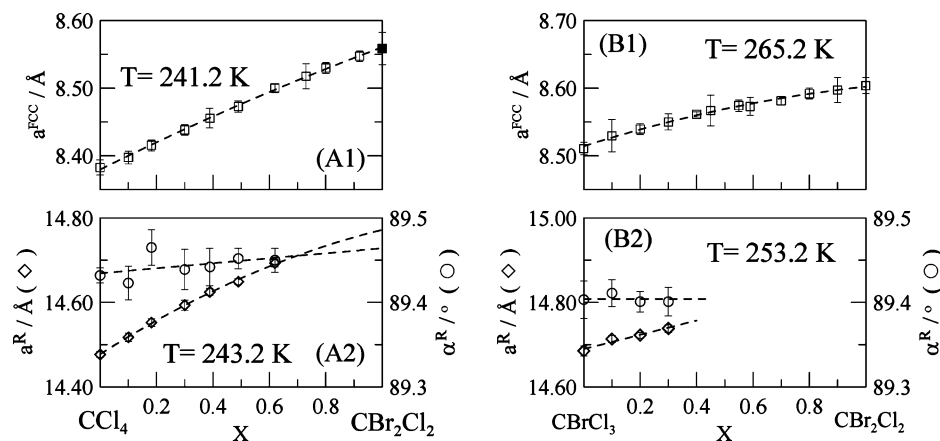 8.60
8.50
8.40
a^FCC / Å
T= 241.2 K
(A1)
14.80
14.60
14.40
a^R / Å (◇)
89.5
89.4
89.3
α^R / ° (○)
T= 243.2 K
(A2)
CCl₄ 0.2 0.4 0.6 0.8 CBr₂Cl₂
X
8.70
8.60
8.50
a^FCC / Å
(B1)
T= 265.2 K
15.00
14.80
14.60
a^R / Å (◇)
89.5
89.4
89.3
α^R / ° (○)
(B2)
T= 253.2 K
CBrCl₃ 0.2 0.4 0.6 0.8 CBr₂Cl₂
X